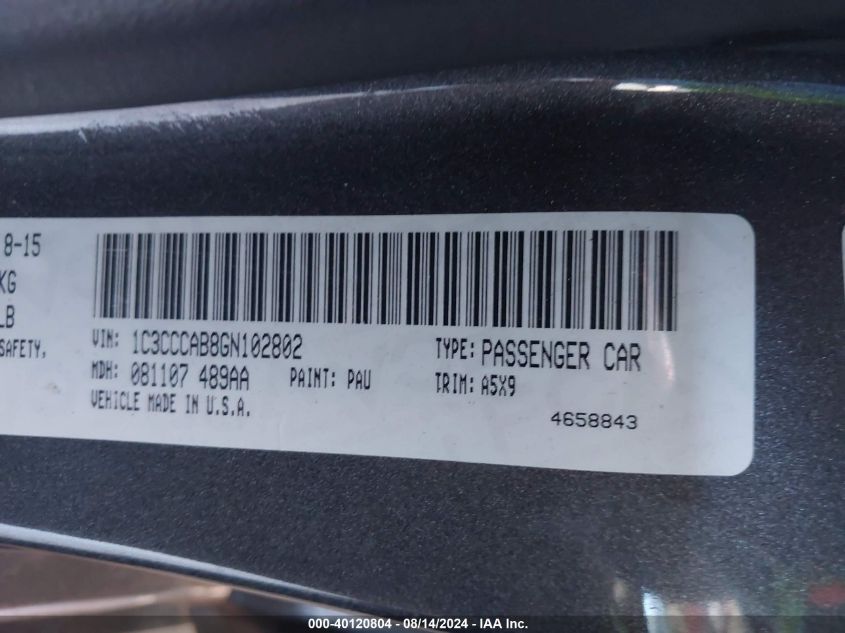 8-15
KG
LB
SAFETY,
VIN: 1C3CCCAB8GN102802
TYPE: PASSENGER CAR
MDH: 081107 489AA PAINT: PAU
TRIM: A5X9
VEHICLE MADE IN U.S.A.
4658843
000-40120804 - 08/14/2024 - IAA Inc.